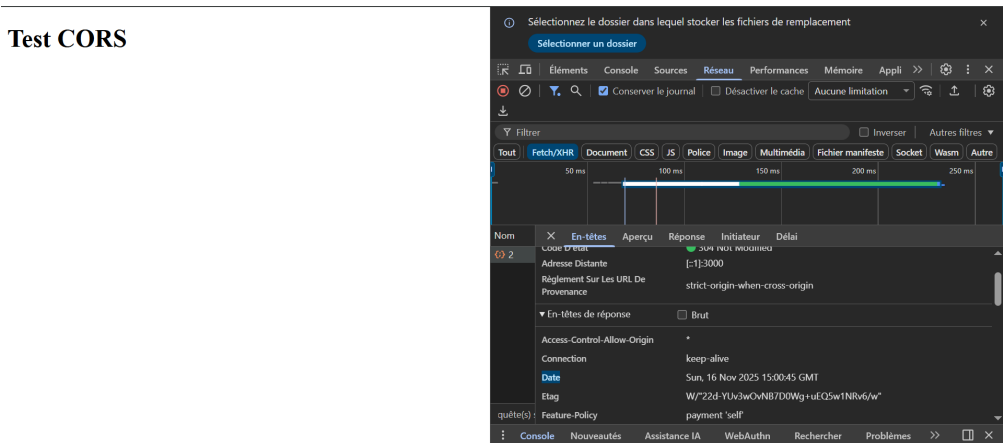 Test CORS
Sélectionnez le dossier dans lequel stocker les fichiers de remplacement
Sélectionner un dossier
Éléments Console Sources Réseau Performances Mémoire Appli
Conserver le journal Désactiver le cache Aucune limitation
Filtrer Inverser Autres filtres
Tout Fetch/XHR Document CSS JS Police Image Multimédia Fichier manifeste Socket Wasm Autre
50 ms 100 ms 150 ms 200 ms 250 ms
Nom En-têtes Aperçu Réponse Initiateur Délai
2
Code D'état 304 Not Modified
Adresse Distante [::1]:3000
Règlement Sur Les URL De
Provenance strict-origin-when-cross-origin
En-têtes de réponse Brut
Access-Control-Allow-Origin *
Connection keep-alive
Date Sun, 16 Nov 2025 15:00:45 GMT
Etag W/"22d-YUv3wOvNB7D0Wg+uEQ5w1NRv6/w"
quête(s) Feature-Policy payment 'self'
Console Nouveautés Assistance IA WebAuthn Rechercher Problèmes